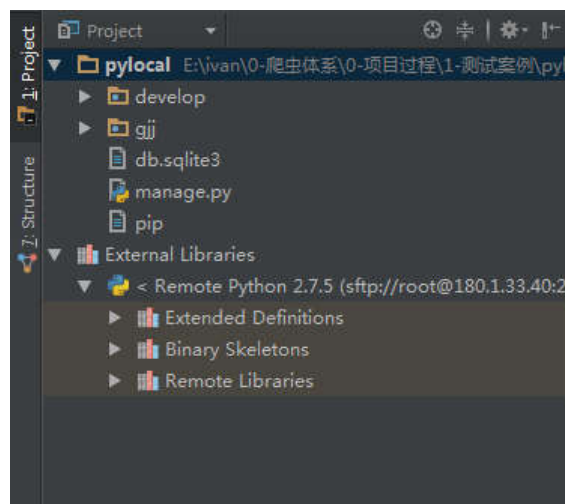 1: Project
7: Structure
Project
pylocal E:\ivan\0-爬虫体系\0-项目过程\1-测试案例\pyl
develop
gjj
db.sqlite3
manage.py
pip
External Libraries
< Remote Python 2.7.5 (sftp://root@180.1.33.40:2
Extended Definitions
Binary Skeletons
Remote Libraries